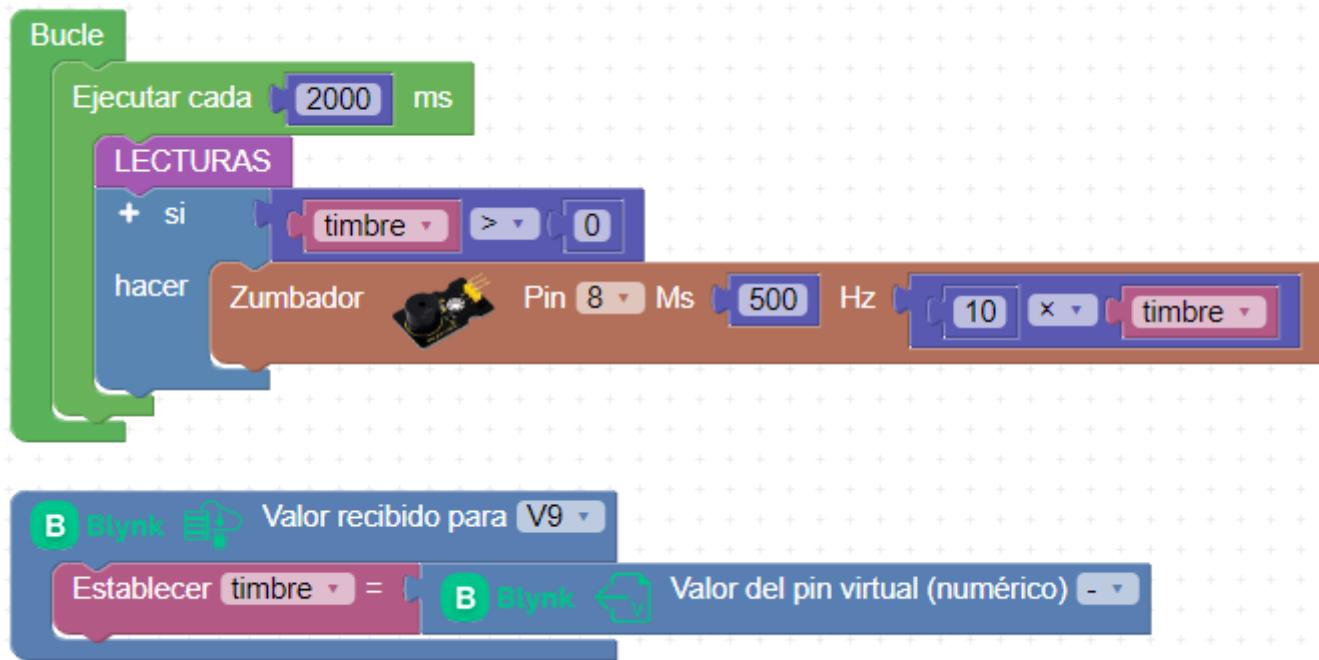 Bucle
Ejecutar cada 2000 ms
LECTURAS
+ si timbre > 0
hacer Zumbador Pin 8 Ms 500 Hz 10 × timbre
B Blynk Valor recibido para V9
Establecer timbre = B Blynk V Valor del pin virtual (numérico) -